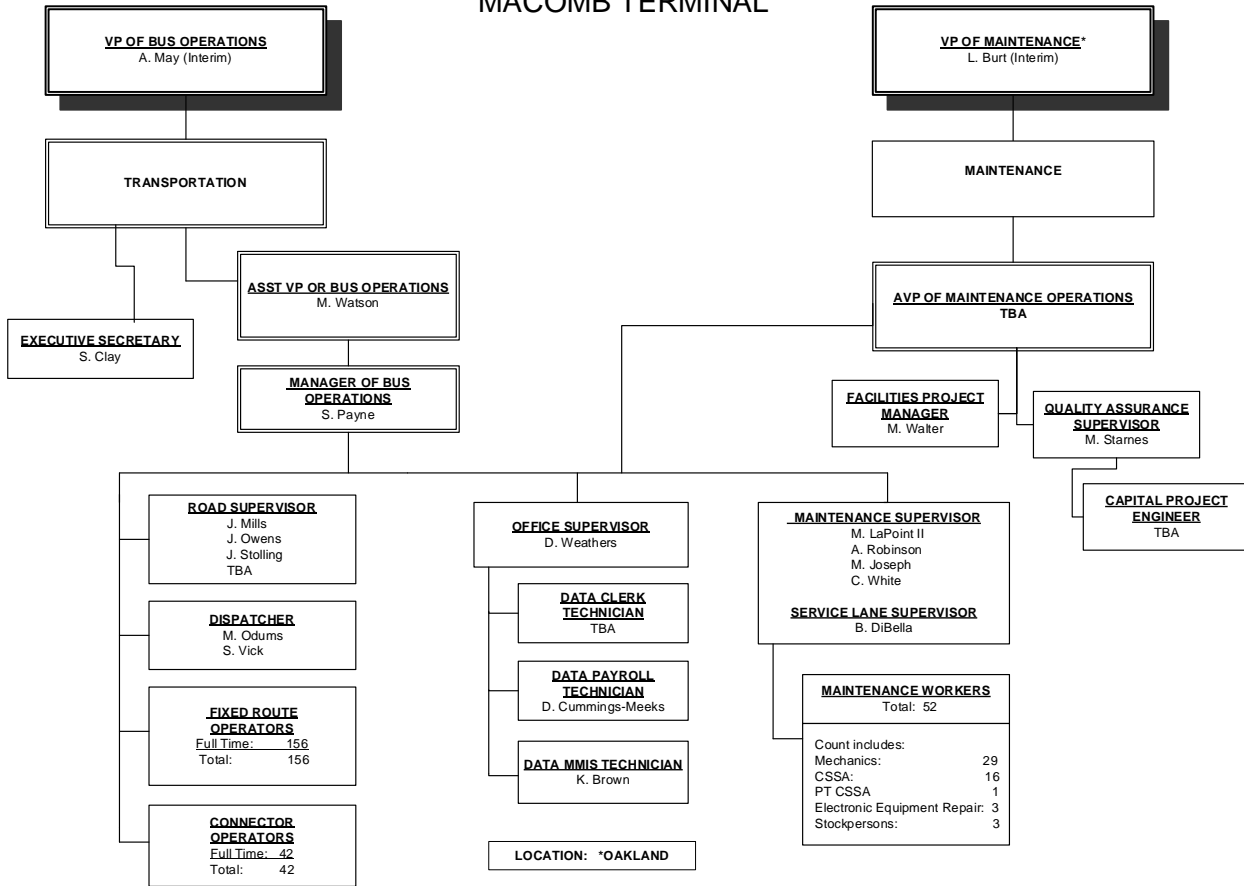 MACOMB TERMINAL
VP OF BUS OPERATIONS
A. May (Interim)
VP OF MAINTENANCE*
L. Burt (Interim)
TRANSPORTATION
MAINTENANCE
ASST VP OR BUS OPERATIONS
M. Watson
AVP OF MAINTENANCE OPERATIONS
TBA
EXECUTIVE SECRETARY
S. Clay
MANAGER OF BUS
OPERATIONS
S. Payne
FACILITIES PROJECT
MANAGER
M. Walter
QUALITY ASSURANCE
SUPERVISOR
M. Starnes
CAPITAL PROJECT
ENGINEER
TBA
ROAD SUPERVISOR
J. Mills
J. Owens
J. Stolling
TBA
DISPATCHER
M. Odums
S. Vick
FIXED ROUTE
OPERATORS
Full Time: 156
Total: 156
CONNECTOR
OPERATORS
Full Time: 42
Total: 42
OFFICE SUPERVISOR
D. Weathers
DATA CLERK
TECHNICIAN
TBA
DATA PAYROLL
TECHNICIAN
D. Cummings-Meeks
DATA MMIS TECHNICIAN
K. Brown
MAINTENANCE SUPERVISOR
M. LaPoint II
A. Robinson
M. Joseph
C. White
SERVICE LANE SUPERVISOR
B. DiBella
MAINTENANCE WORKERS
Total: 52
Count includes:
Mechanics: 29
CSSA: 16
PT CSSA 1
Electronic Equipment Repair: 3
Stockpersons: 3
LOCATION: *OAKLAND